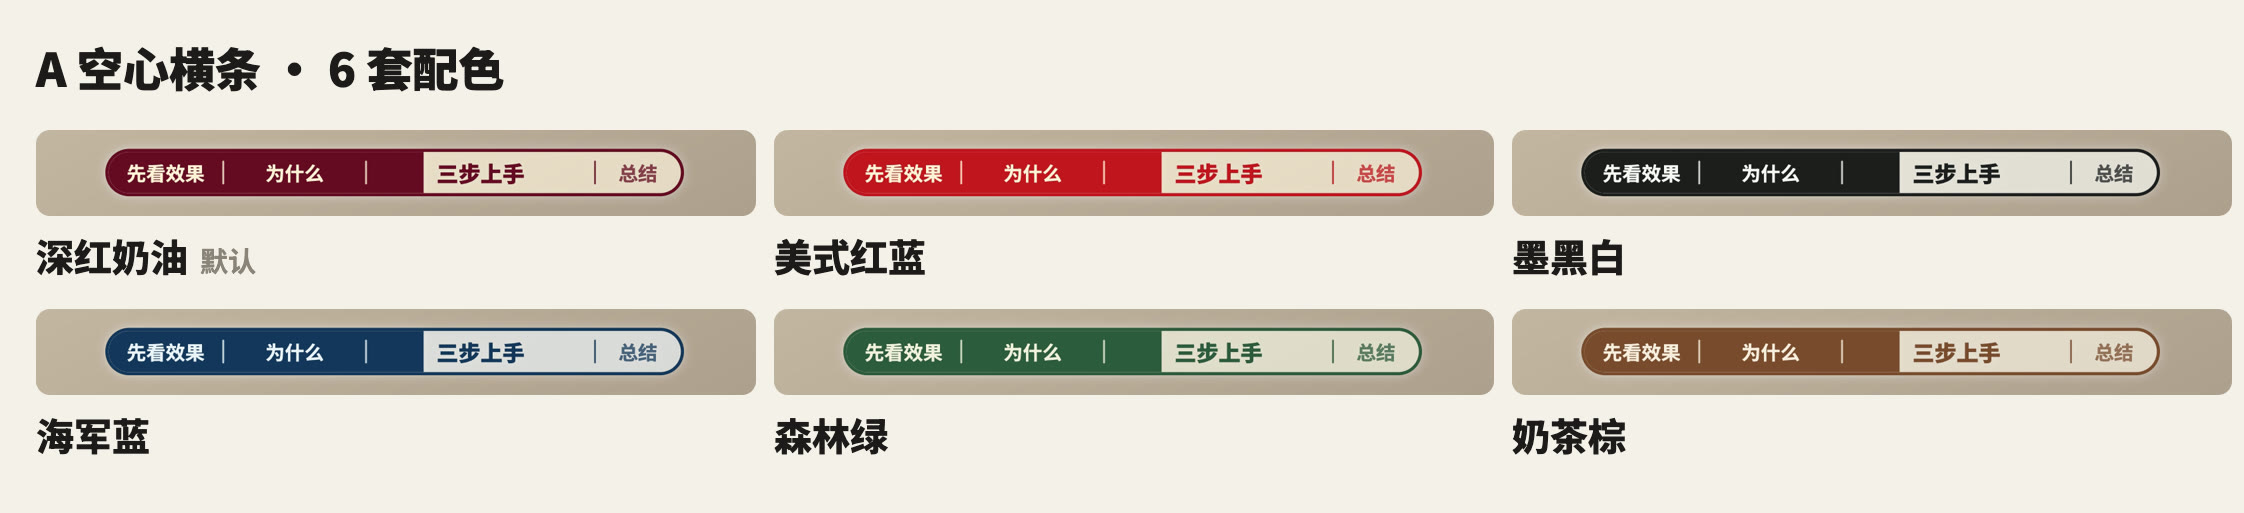 A 空心横条 · 6 套配色
先看效果 为什么 三步上手 总结
先看效果 为什么 三步上手 总结
先看效果 为什么 三步上手 总结
深红奶油 默认
美式红蓝
墨黑白
先看效果 为什么 三步上手 总结
先看效果 为什么 三步上手 总结
先看效果 为什么 三步上手 总结
海军蓝
森林绿
奶茶棕